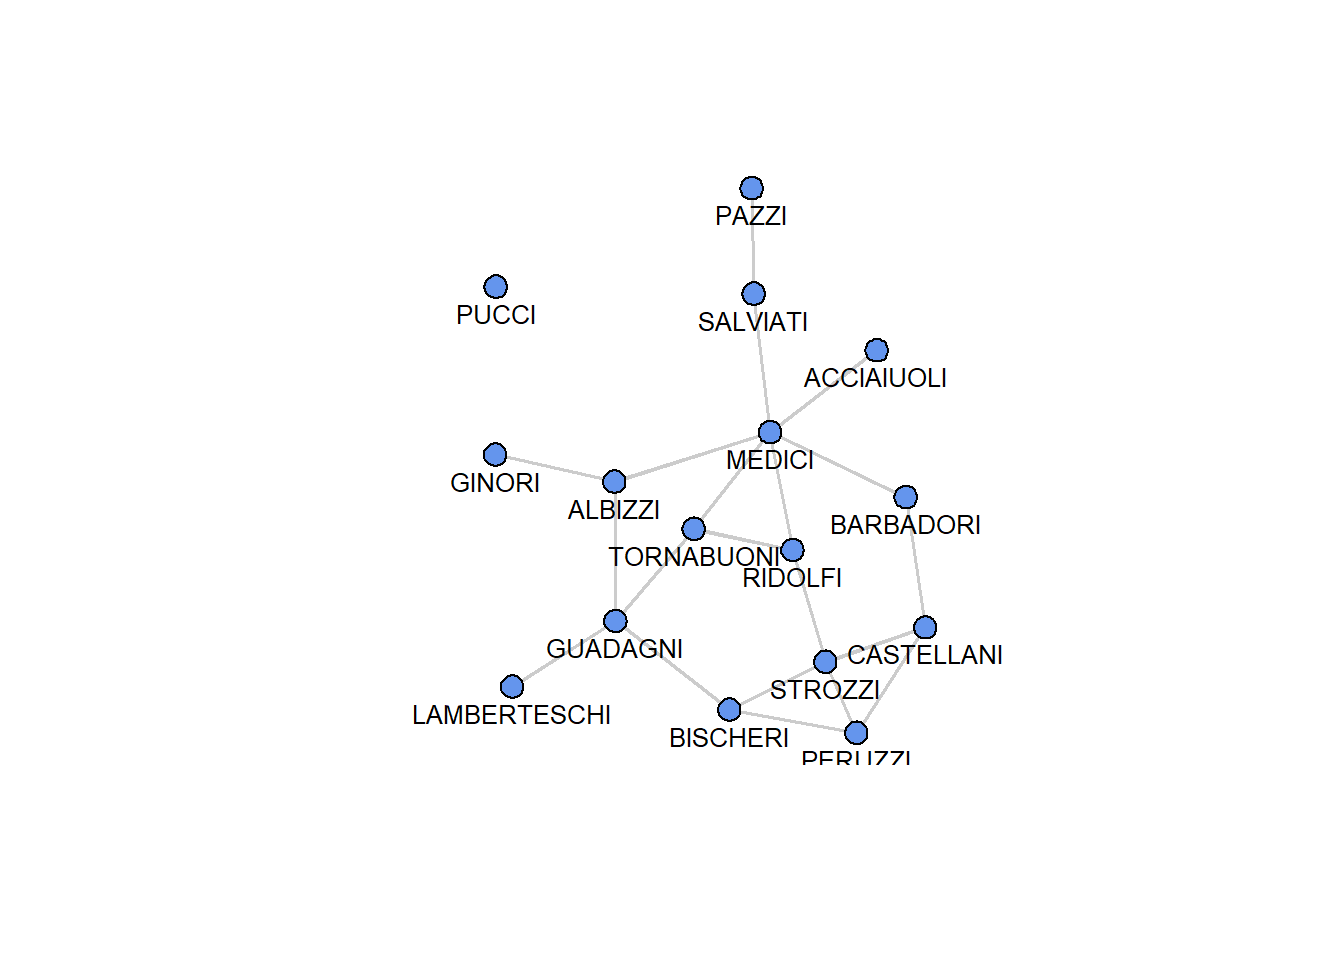 PAZZI
PUCCI
SALVIATI
ACCIAIUOLI
MEDICI
GINORI
ALBIZZI
BARBADORI
TORNABUONI
RIDOLFI
GUADAGNI
CASTELLANI
STROZZI
LAMBERTESCHI
BISCHERI
PERUZZI